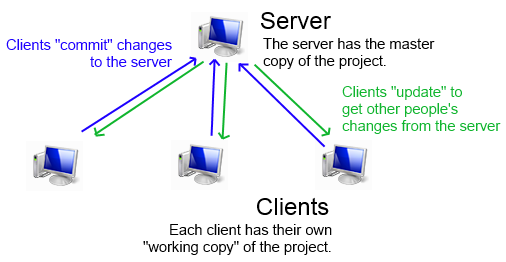 Server
Clients "commit" changes
to the server
The server has the master
copy of the project.
Clients "update" to
get other people's
changes from the server
Clients
Each client has their own
"working copy" of the project.